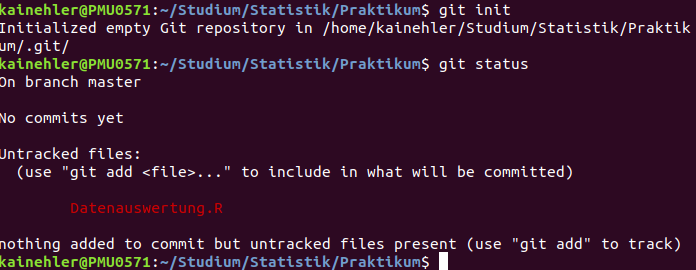 kainehler@PMU0571:~/Studium/Statistik/Praktikum$ git init
Initialized empty Git repository in /home/kainehler/Studium/Statistik/Praktik
um/.git/
kainehler@PMU0571:~/Studium/Statistik/Praktikum$ git status
On branch master
No commits yet
Untracked files:
(use "git add <file>..." to include in what will be committed)
Datenauswertung.R
nothing added to commit but untracked files present (use "git add" to track)
kainehler@PMU0571:~/Studium/Statistik/Praktikum$